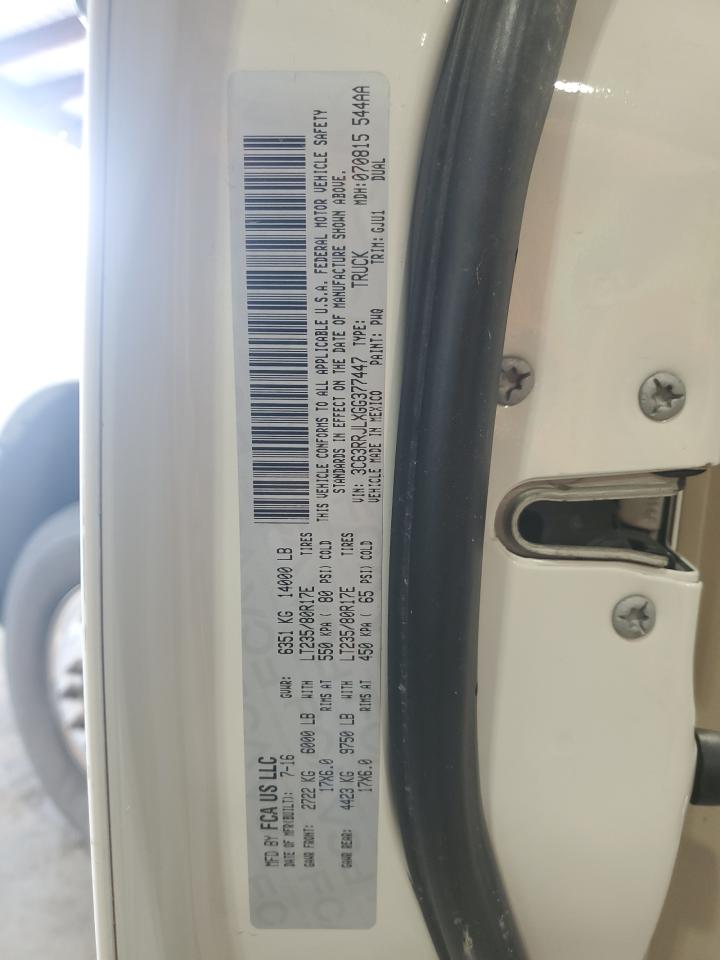 MFD BY FCA US LLC
DATE OF MFR(BUILT): 7-16 GVWR: 6351 KG 14000 LB
GAWR FRONT: 2722 KG 6000 LB WITH LT235/80R17E TIRES
17X6.0 RIMS AT 550 KPA ( 80 PSI) COLD
GAWR REAR: 4423 KG 9750 LB WITH LT235/80R17E TIRES
17X6.0 RIMS AT 450 KPA ( 65 PSI) COLD
THIS VEHICLE CONFORMS TO ALL APPLICABLE U.S.A. FEDERAL MOTOR VEHICLE SAFETY
STANDARDS IN EFFECT ON THE DATE OF MANUFACTURE SHOWN ABOVE.
VIN: 3C63RRJLXGG377447 TYPE: TRUCK MDH:070815 544AA
VEHICLE MADE IN MEXICO PAINT: PW0 TRIM: GJU1 DUAL